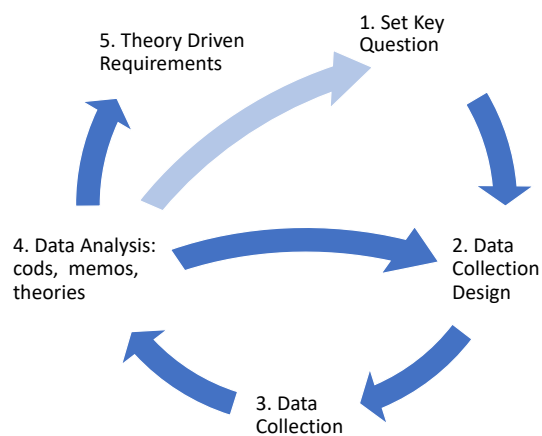 1. Set Key
Question
2. Data
Collection
Design
3. Data
Collection
4. Data Analysis:
cods, memos,
theories
5. Theory Driven
Requirements